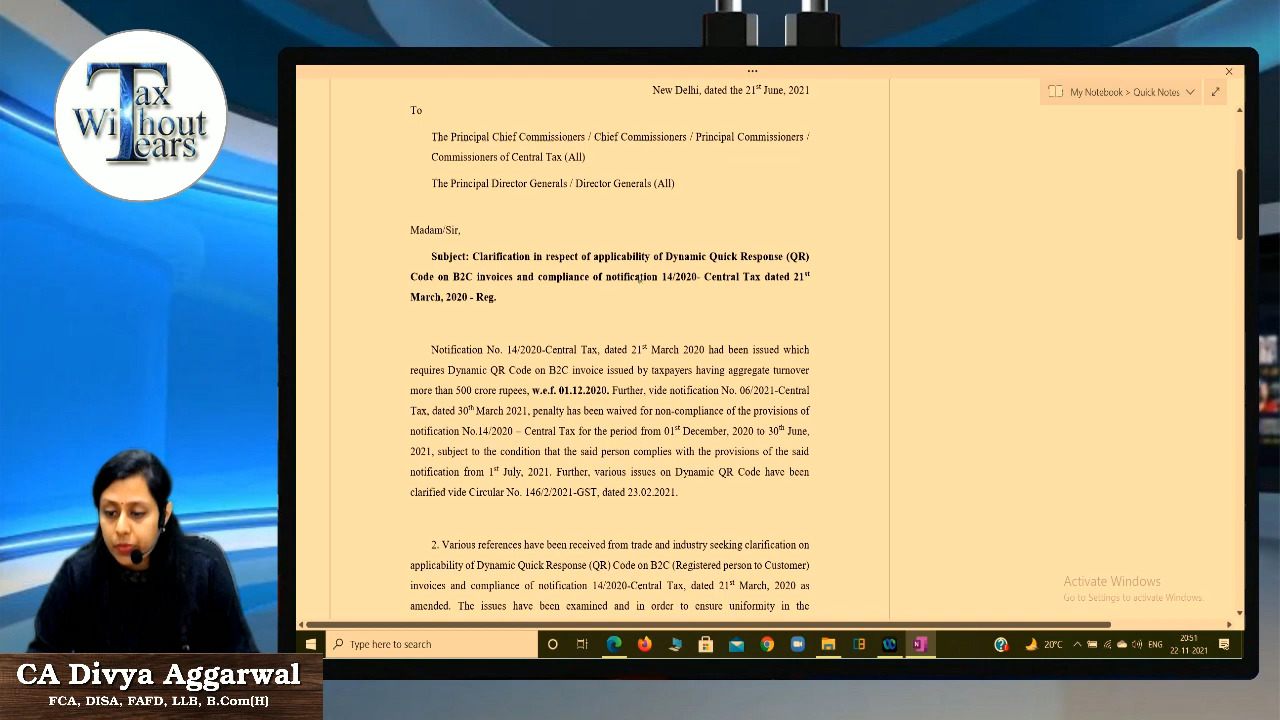 Tax
Without
Tears
New Delhi, dated the 21st June, 2021
To
The Principal Chief Commissioners / Chief Commissioners / Principal Commissioners /
Commissioners of Central Tax (All)
The Principal Director Generals / Director Generals (All)
Madam/Sir,
Subject: Clarification in respect of applicability of Dynamic Quick Response (QR)
Code on B2C invoices and compliance of notification 14/2020- Central Tax dated 21st
March, 2020 - Reg.
Notification No. 14/2020-Central Tax, dated 21st March 2020 had been issued which
requires Dynamic QR Code on B2C invoice issued by taxpayers having aggregate turnover
more than 500 crore rupees, w.e.f. 01.12.2020. Further, vide notification No. 06/2021-Central
Tax, dated 30th March 2021, penalty has been waived for non-compliance of the provisions of
notification No.14/2020 – Central Tax for the period from 01st December, 2020 to 30th June,
2021, subject to the condition that the said person complies with the provisions of the said
notification from 1st July, 2021. Further, various issues on Dynamic QR Code have been
clarified vide Circular No. 146/2/2021-GST, dated 23.02.2021.
2. Various references have been received from trade and industry seeking clarification on
applicability of Dynamic Quick Response (QR) Code on B2C (Registered person to Customer)
invoices and compliance of notification 14/2020-Central Tax, dated 21st March, 2020 as
amended. The issues have been examined and in order to ensure uniformity in the
My Notebook > Quick Notes
Activate Windows
Go to Settings to activate Windows.
Type here to search
20°C
ENG
20:51
22-11-2021
CA Divya Aggarwal
FCA, DISA, FAFD, LLB, B.Com(H)